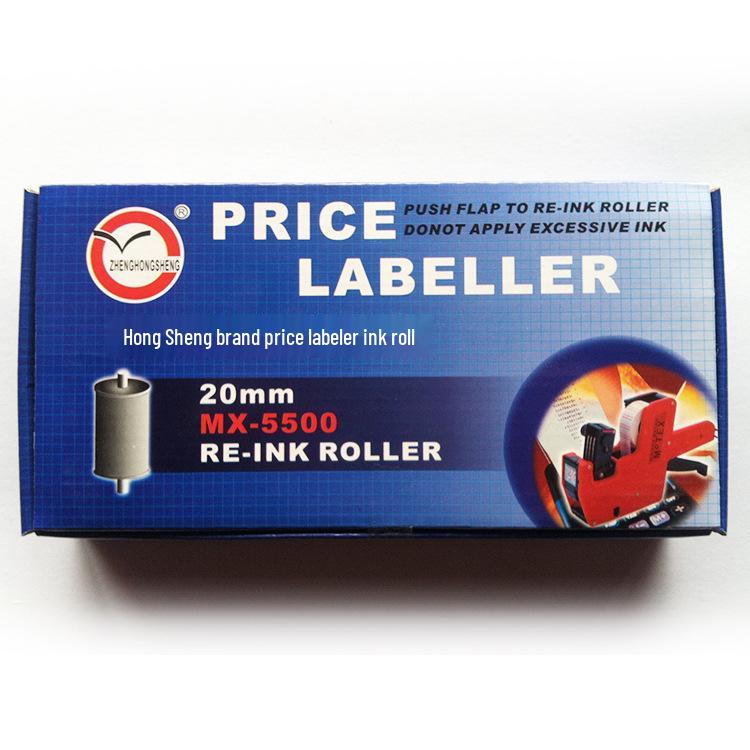 ZHENGHONGSHENG
®
PRICE
LABELLER
PUSH FLAP TO RE-INK ROLLER
DONOT APPLY EXCESSIVE INK
Hong Sheng brand price labeler ink roll
20mm
MX-5500
RE-INK ROLLER